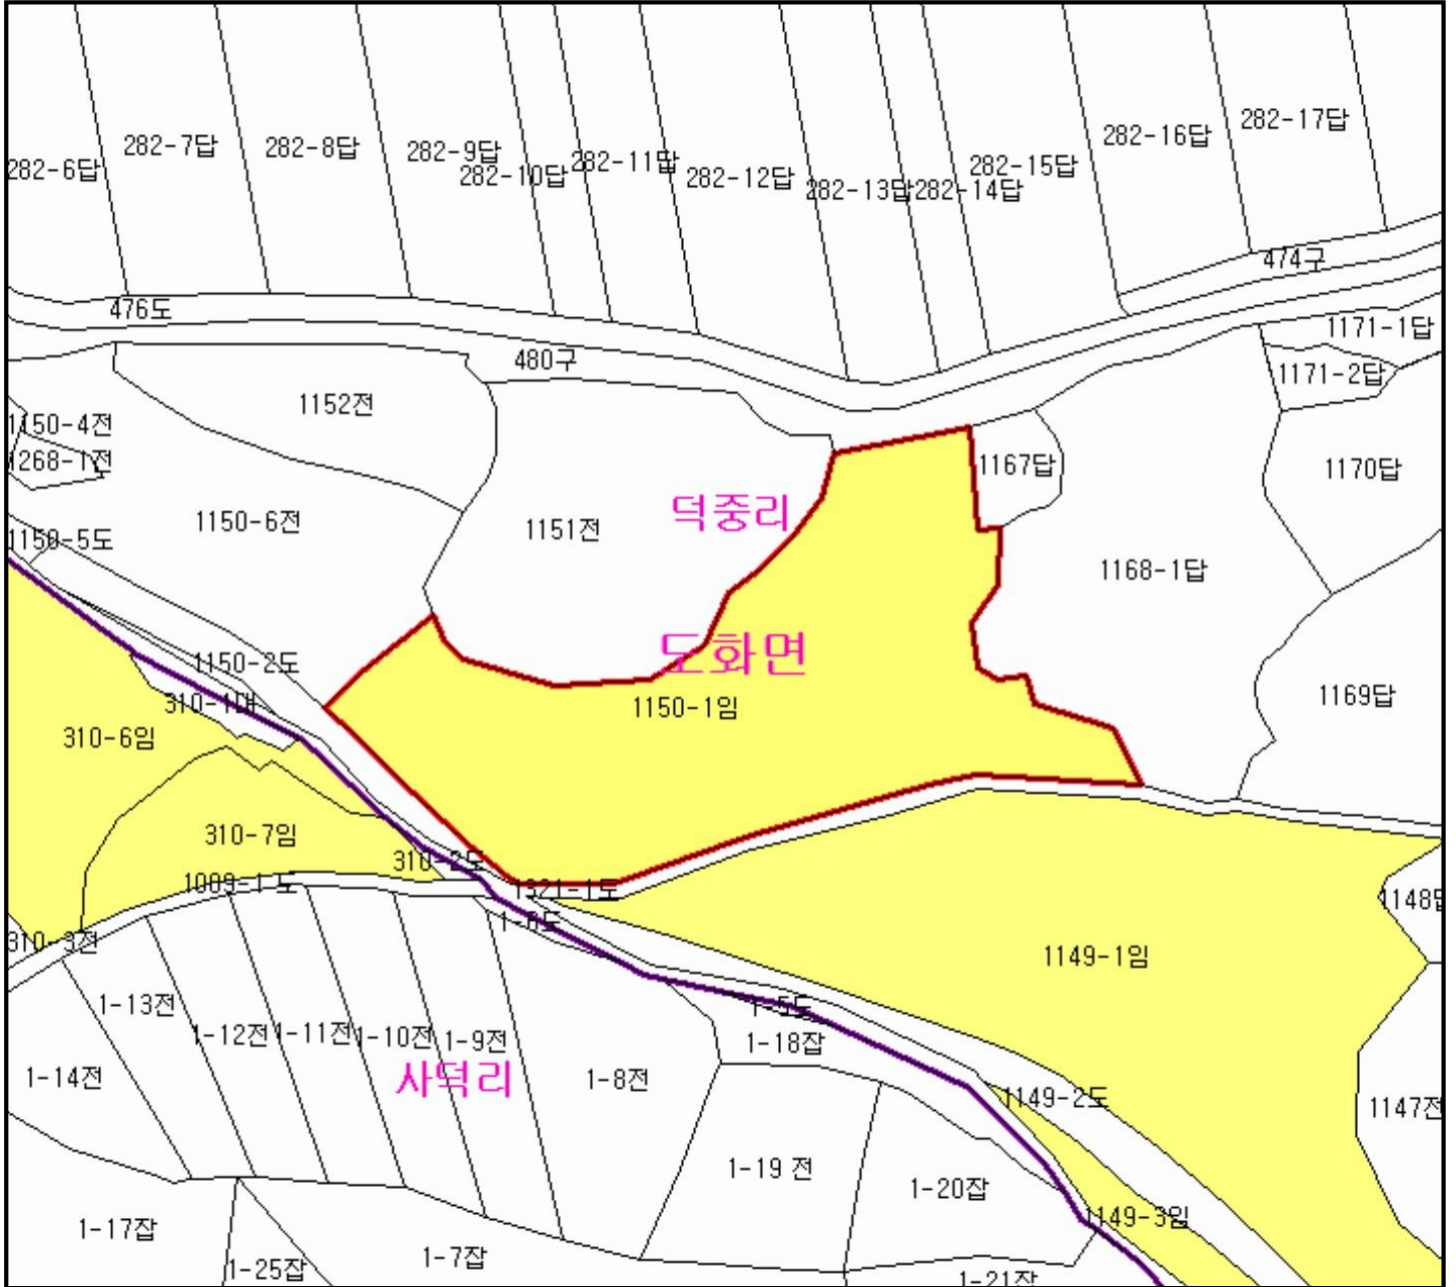 282-6답
282-7답
282-8답
282-9답
282-10답
282-11답
282-12답
282-13답
282-14답
282-15답
282-16답
282-17답
474구
476도
480구
1171-1답
1171-2답
1152전
1150-4전
1268-1전
1167답
1170답
1150-6전
1151전
덕중리
1150-5도
1168-1답
도화면
1150-2도
310-1대
1150-1임
1169답
310-6임
310-7임
310-2도
1009-1 도
1321-1도
1148답
310-3전
1-6도
1149-1임
1-13전
1-12전
1-11전
1-10전
1-9전
1-5도
1-18잡
1-14전
사덕리
1-8전
1149-2도
1147전
1-19 전
1-20잡
1149-3임
1-17잡
1-25잡
1-7잡
1-21잡